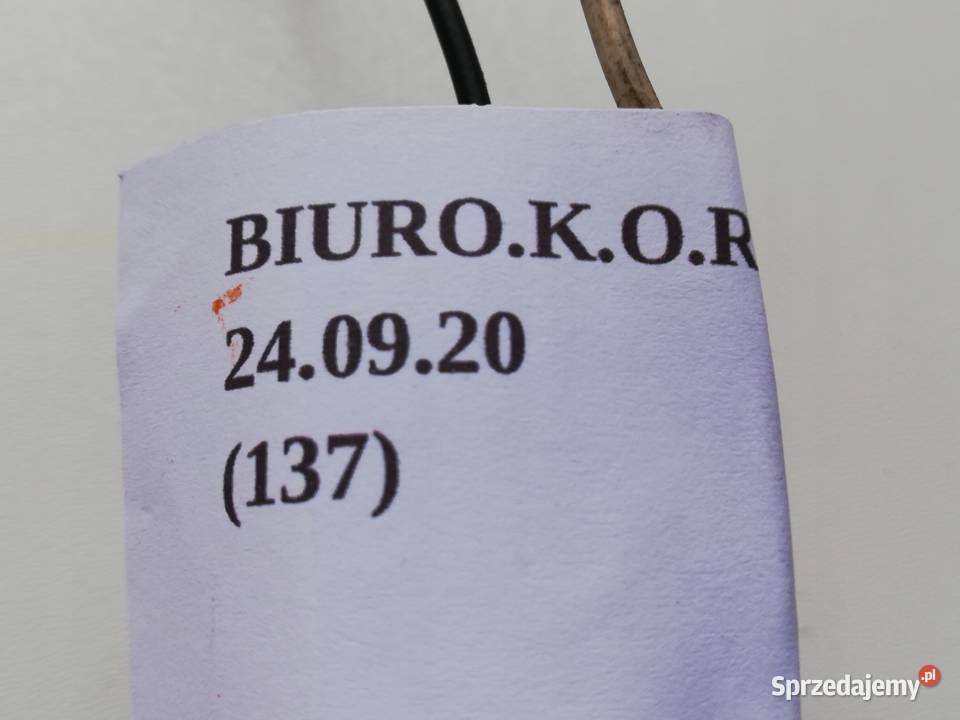 BIURO.K.O.R
24.09.20
(137)
Sprzedajemy.pl